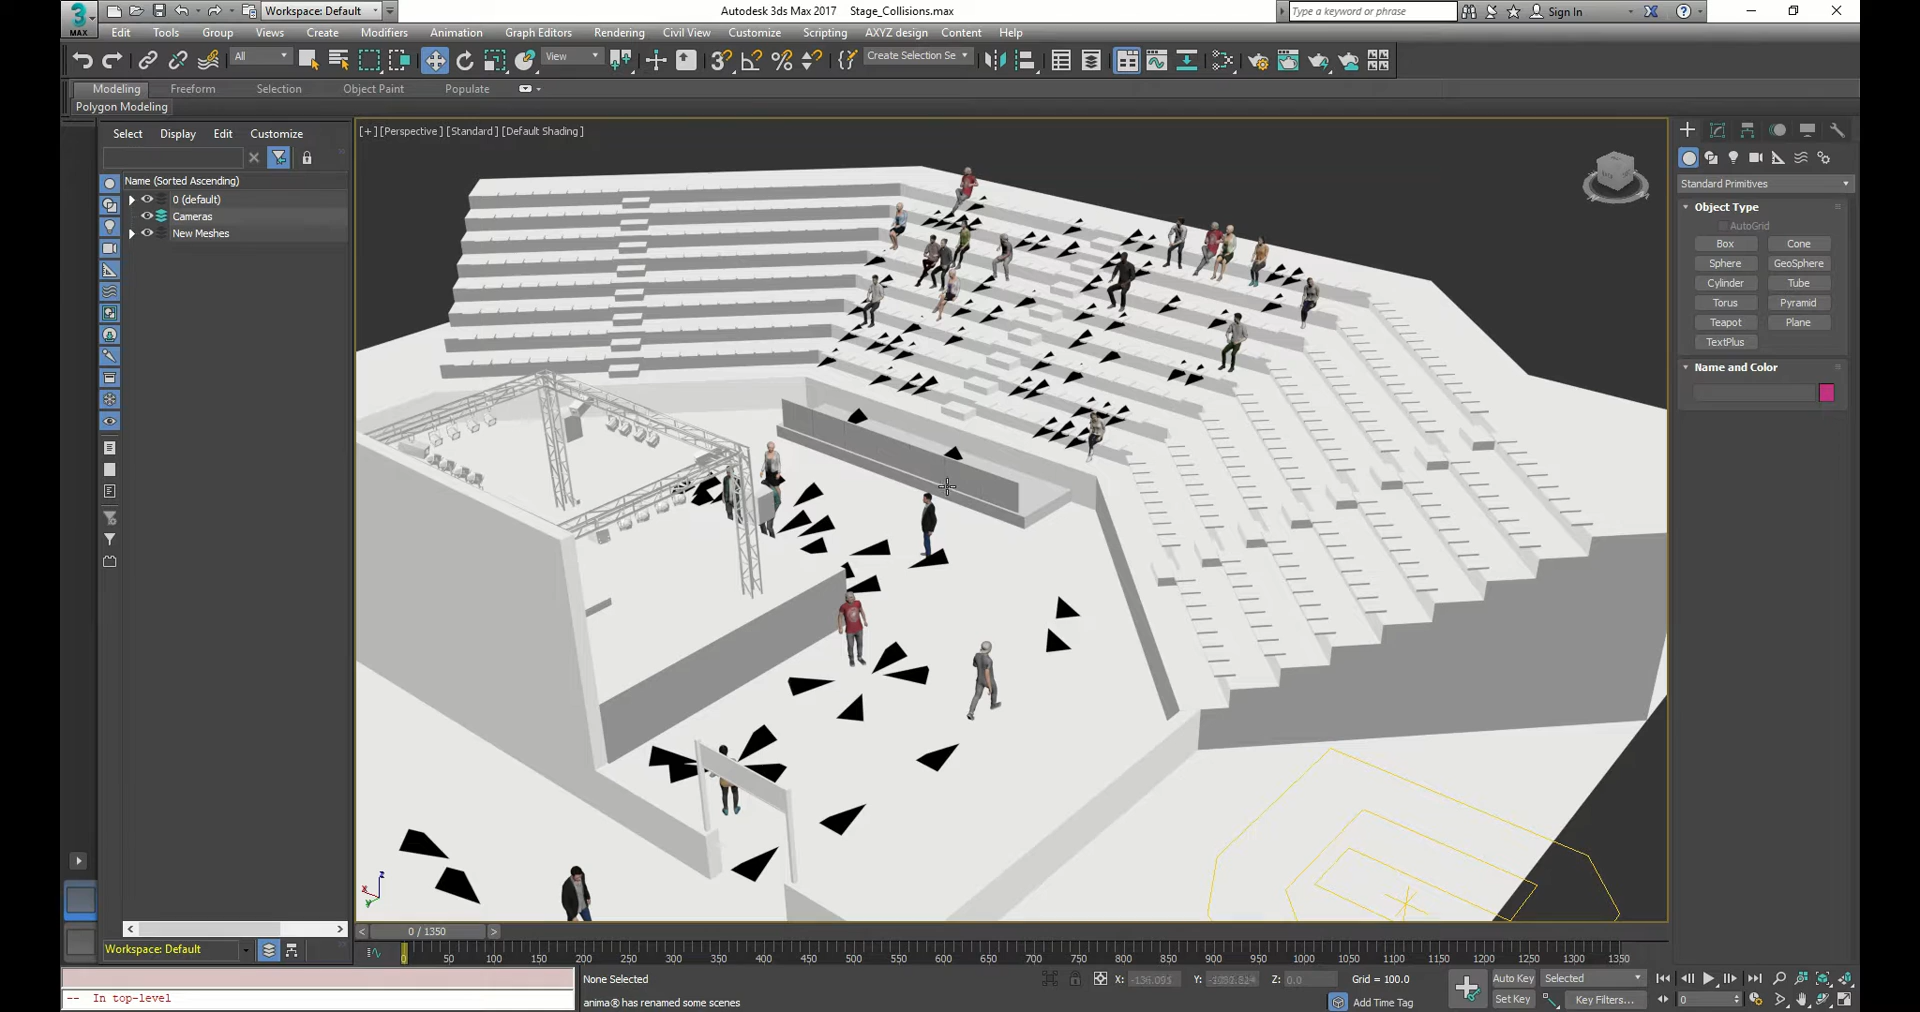 Workspace: Default
Autodesk 3ds Max 2017 Stage_Collisions.max
Type a keyword or phrase
Sign In
MAX
Edit Tools Group Views Create Modifiers Animation Graph Editors Rendering Civil View Customize Scripting AXYZ design Content Help
All
View
Create Selection Se
Modeling Freeform Selection Object Paint Populate
Polygon Modeling
Select Display Edit Customize
Name (Sorted Ascending)
0 (default)
Cameras
New Meshes
[+] [Perspective ] [Standard ] [Default Shading ]
Standard Primitives
Object Type
AutoGrid
Box Cone
Sphere GeoSphere
Cylinder Tube
Torus Pyramid
Teapot Plane
TextPlus
Name and Color
z
x
y
< 0 / 1350 >
Workspace: Default
0 50 100 150 200 250 300 350 400 450 500 550 600 650 700 750 800 850 900 950 1000 1050 1100 1150 1200 1250 1300 1350
None Selected
X: Y: Z: 0.0
Grid = 100.0
Auto Key Selected
-- In top-level
anima® has renamed some scenes
Add Time Tag
Set Key Key Filters...
0